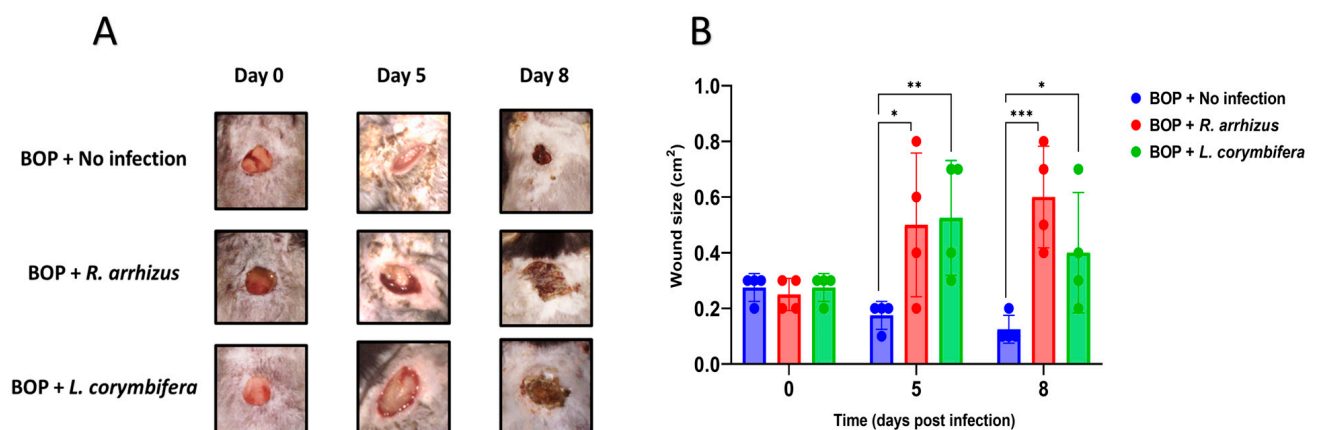 A
Day 0 Day 5 Day 8
BOP + No infection
BOP + R. arrhizus
BOP + L. corymbifera
B
Wound size (cm²)
1.0
0.8
0.6
0.4
0.2
0.0
* ** *** *
0 5 8
Time (days post infection)
BOP + No infection
BOP + R. arrhizus
BOP + L. corymbifera